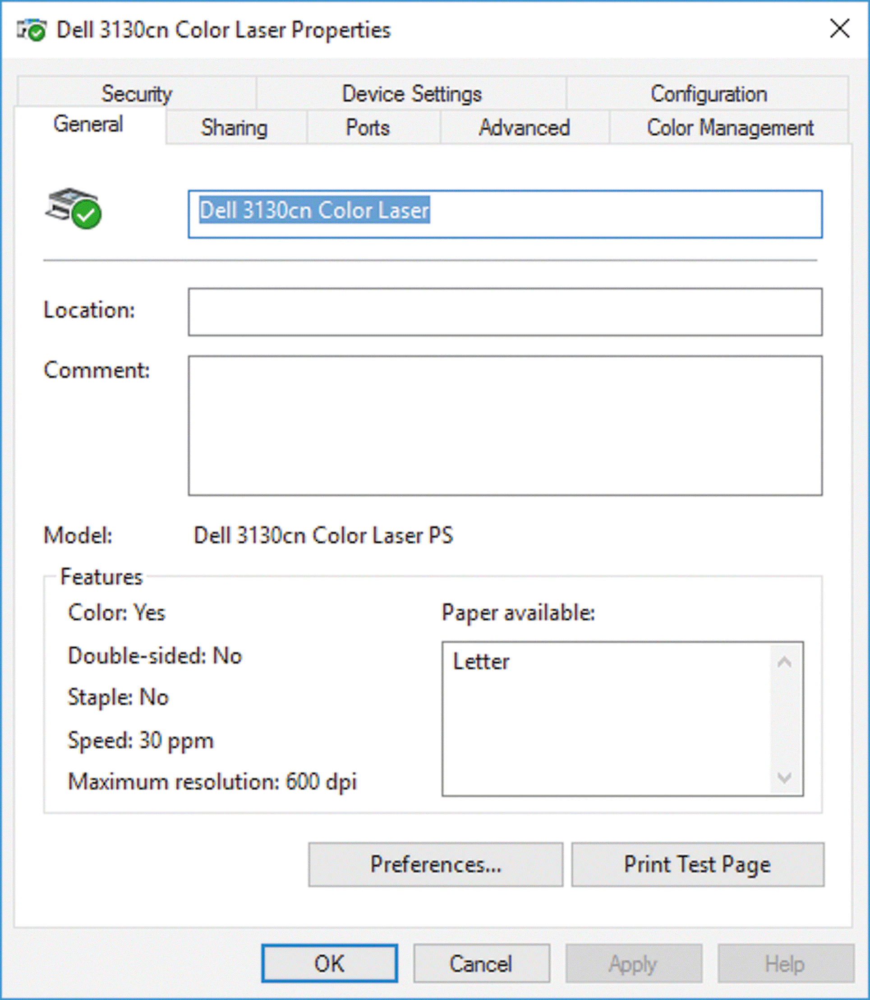 Dell 3130cn Color Laser Properties
Security Device Settings Configuration
General Sharing Ports Advanced Color Management
Dell 3130cn Color Laser
Location:
Comment:
Model: Dell 3130cn Color Laser PS
Features
Color: Yes
Double-sided: No
Staple: No
Speed: 30 ppm
Maximum resolution: 600 dpi
Paper available:
Letter
Preferences... Print Test Page
OK Cancel Apply Help